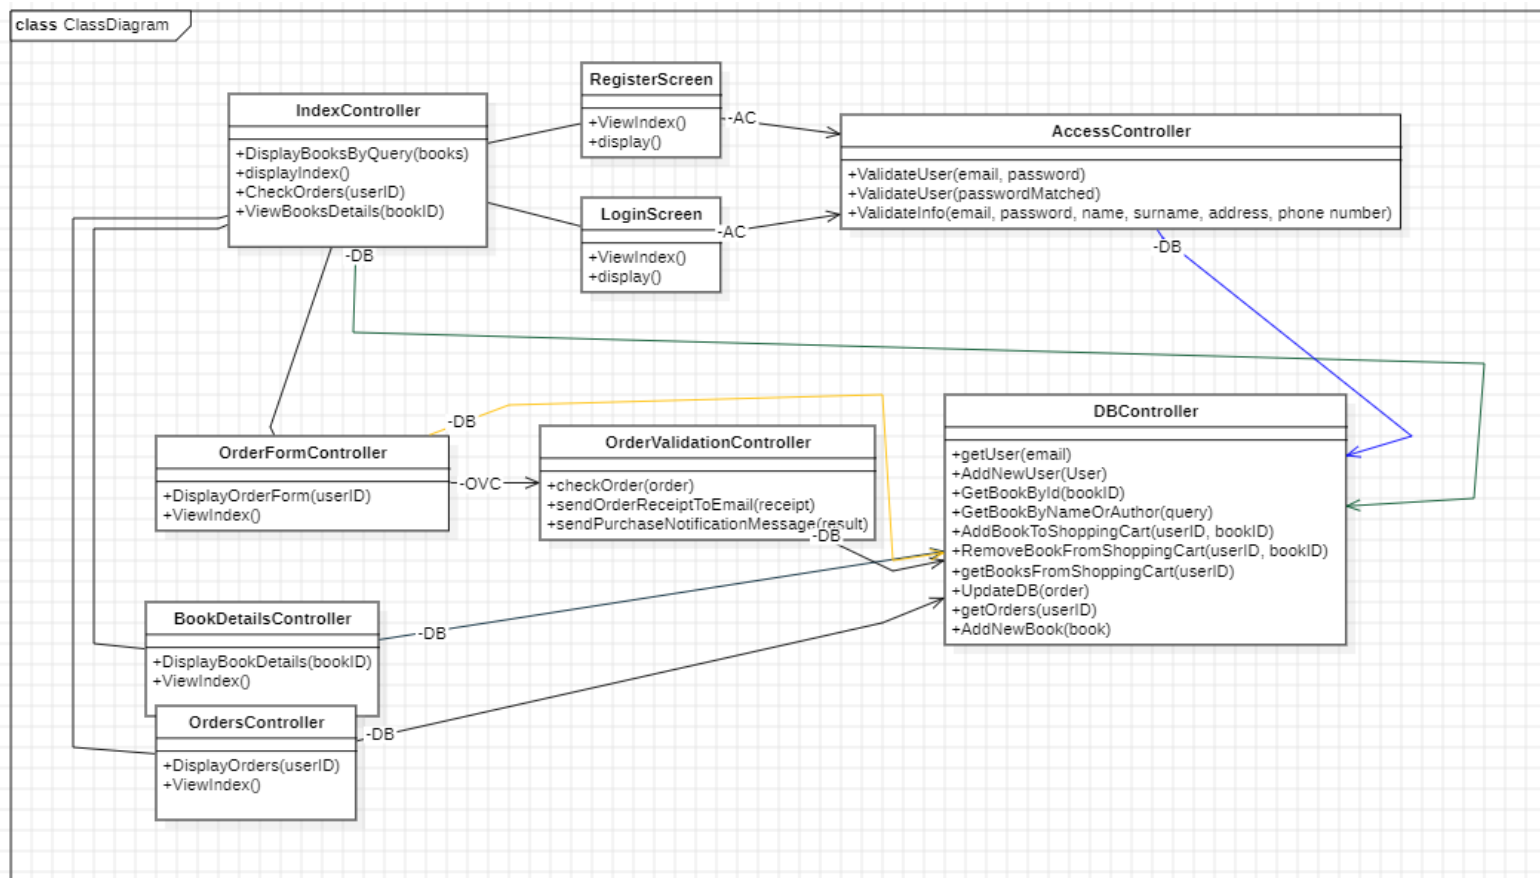 class ClassDiagram
RegisterScreen
+ViewIndex()
+display()
IndexController
+DisplayBooksByQuery(books)
+displayIndex()
+CheckOrders(userID)
+ViewBooksDetails(bookID)
-AC
AccessController
+ValidateUser(email, password)
+ValidateUser(passwordMatched)
+ValidateInfo(email, password, name, surname, address, phone number)
LoginScreen
+ViewIndex()
+display()
-AC
-DB
-DB
-DB
OrderFormController
+DisplayOrderForm(userID)
+ViewIndex()
-OVC
OrderValidationController
+checkOrder(order)
+sendOrderReceiptToEmail(receipt)
+sendPurchaseNotificationMessage(result)
-DB
DBController
+getUser(email)
+AddNewUser(User)
+GetBookById(bookID)
+GetBookByNameOrAuthor(query)
+AddBookToShoppingCart(userID, bookID)
+RemoveBookFromShoppingCart(userID, bookID)
+getBooksFromShoppingCart(userID)
+UpdateDB(order)
+getOrders(userID)
+AddNewBook(book)
BookDetailsController
+DisplayBookDetails(bookID)
+ViewIndex()
-DB
OrdersController
+DisplayOrders(userID)
+ViewIndex()
-DB